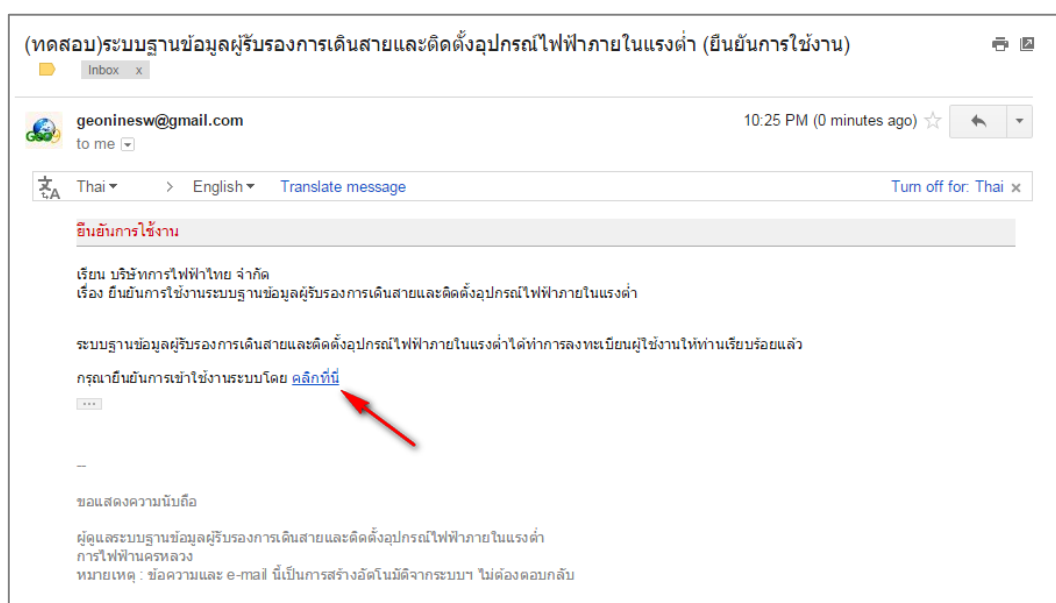 (ทดสอบ)ระบบฐานข้อมูลผู้รับรองการเดินสายและติดตั้งอุปกรณ์ไฟฟ้าภายในแรงต่ำ (ยืนยันการใช้งาน)
Inbox x
geoninesw@gmail.com
10:25 PM (0 minutes ago)
to me
Thai > English Translate message Turn off for: Thai x
ยืนยันการใช้งาน
เรียน บริษัทการไฟฟ้าไทย จำกัด
เรื่อง ยืนยันการใช้งานระบบฐานข้อมูลผู้รับรองการเดินสายและติดตั้งอุปกรณ์ไฟฟ้าภายในแรงต่ำ
ระบบฐานข้อมูลผู้รับรองการเดินสายและติดตั้งอุปกรณ์ไฟฟ้าภายในแรงต่ำได้ทำการลงทะเบียนผู้ใช้งานให้ท่านเรียบร้อยแล้ว
กรุณายืนยันการเข้าใช้งานระบบโดย คลิกที่นี่
...
--
ขอแสดงความนับถือ
ผู้ดูแลระบบฐานข้อมูลผู้รับรองการเดินสายและติดตั้งอุปกรณ์ไฟฟ้าภายในแรงต่ำ
การไฟฟ้านครหลวง
หมายเหตุ : ข้อความและ e-mail นี้เป็นการสร้างอัตโนมัติจากระบบฯ ไม่ต้องตอบกลับ